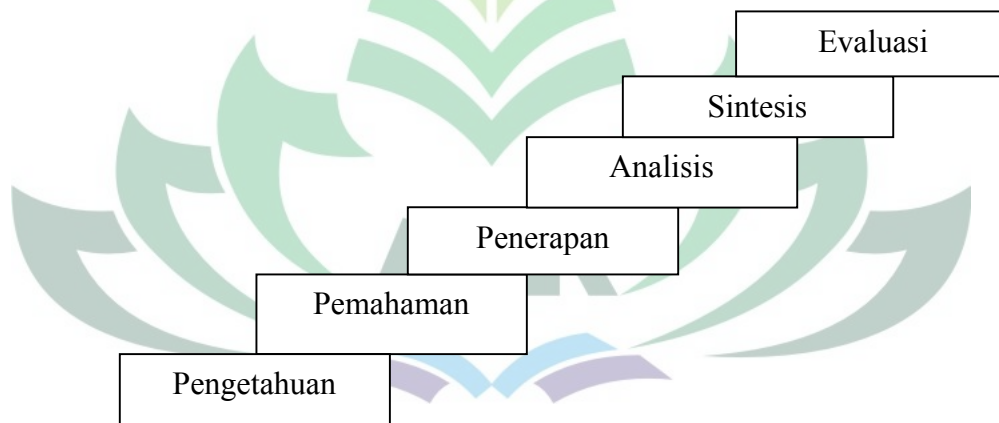 Evaluasi
Sintesis
Analisis
Penerapan
Pemahaman
Pengetahuan